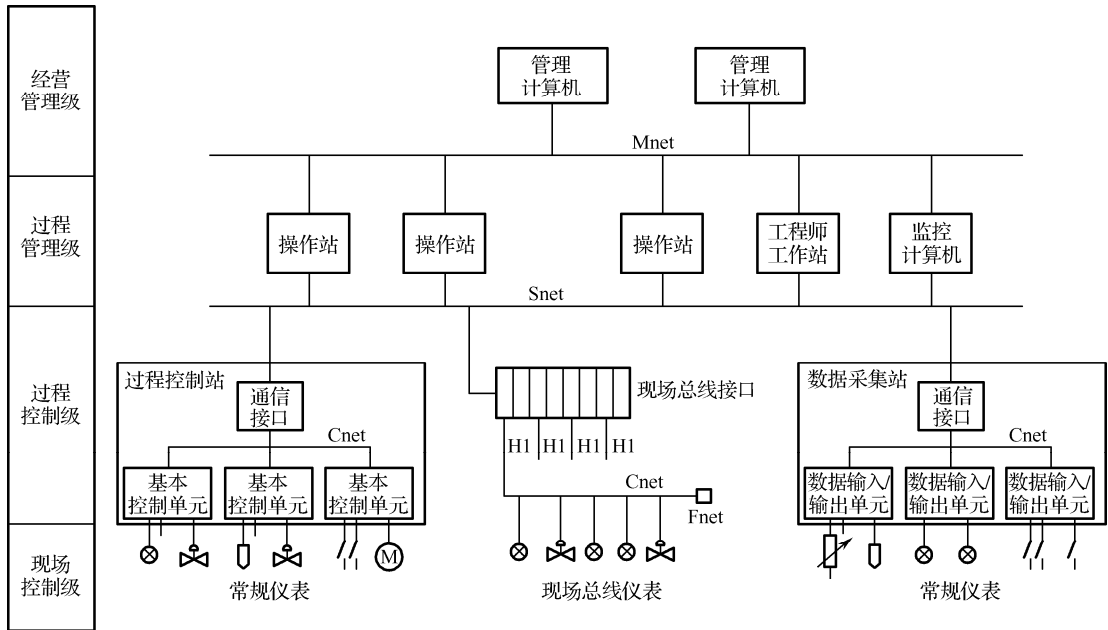 经营
管理级
管理
计算机
管理
计算机
Mnet
过程
管理级
操作站
操作站
操作站
工程师
工作站
监控
计算机
Snet
过程
控制级
过程控制站
通信
接口
Cnet
基本
控制单元
基本
控制单元
基本
控制单元
现场总线接口
H1
H1
H1
H1
Cnet
Fnet
数据采集站
通信
接口
Cnet
数据输入/
输出单元
数据输入/
输出单元
数据输入/
输出单元
现场
控制级
M
常规仪表
现场总线仪表
常规仪表